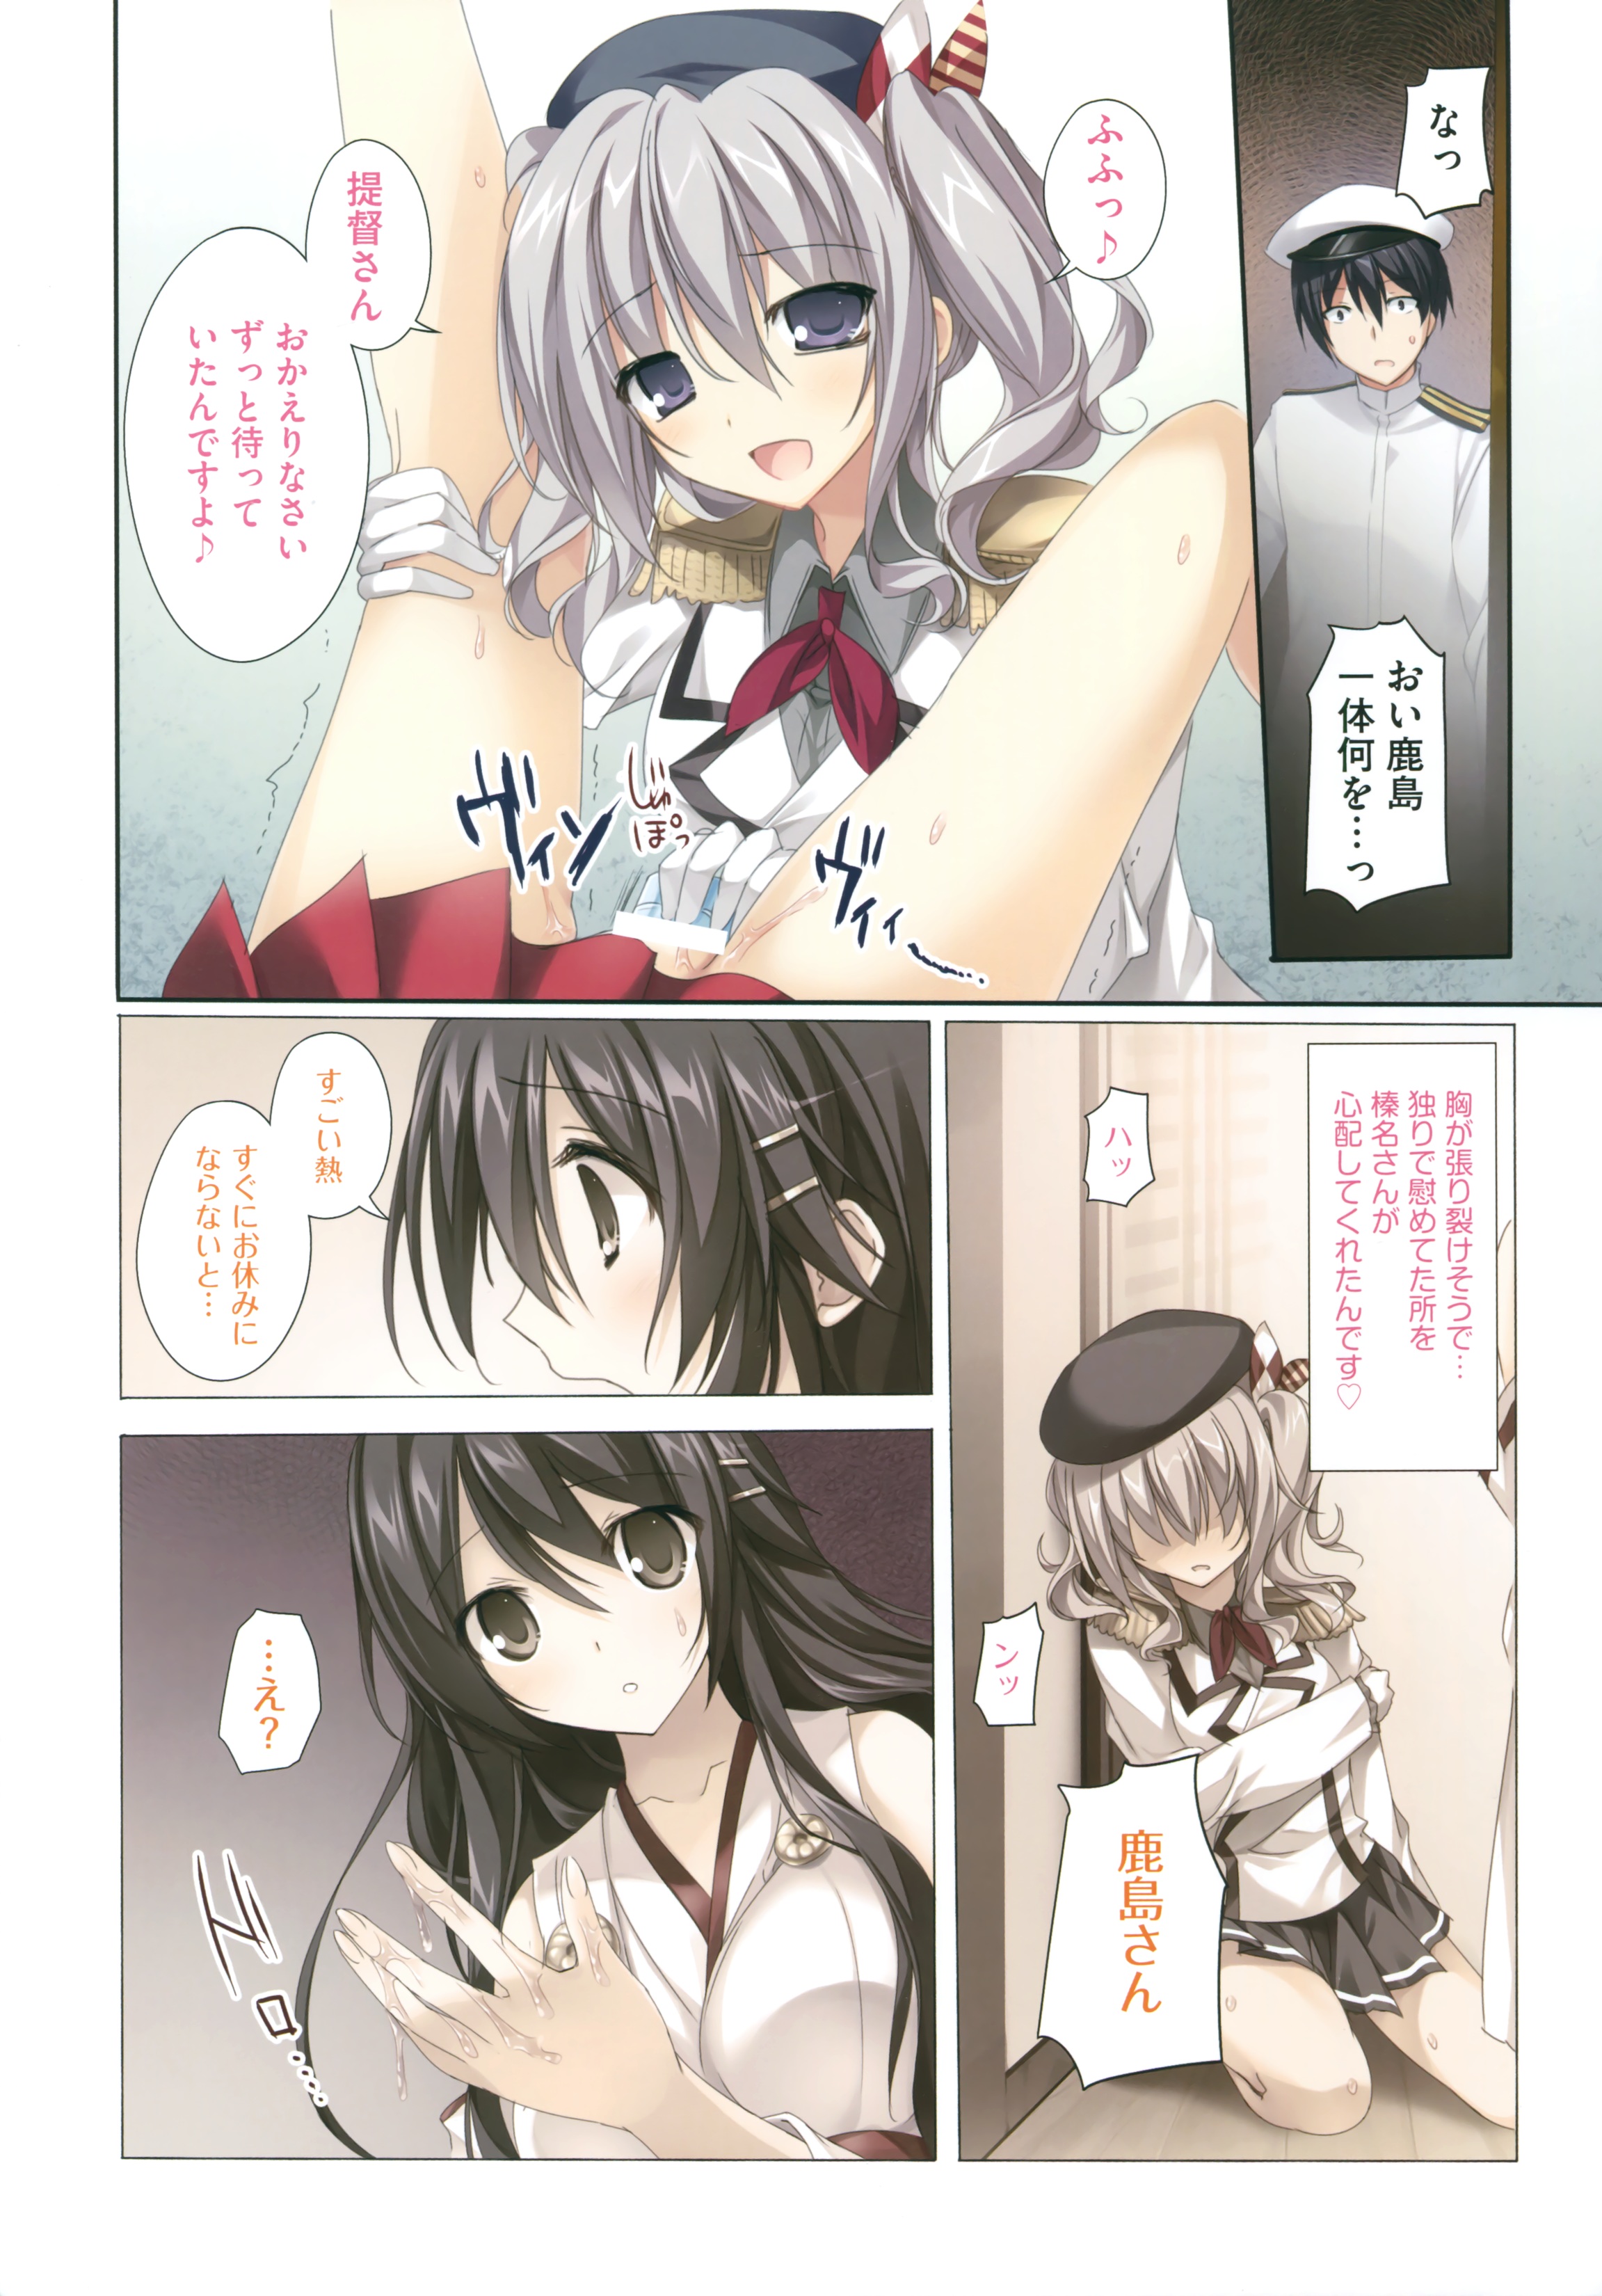 なっ
おい鹿島
一体何を…っ
ふふっ♪
提督さん
おかえりなさい
ずっと待って
いたんですよ♪
ヴィン
じゅぽっ
ヴィィ…
胸が張り裂けそうで…
独りで慰めてた所を
榛名さんが
心配してくれたんです♡
ハッ
ンッ
鹿島さん
すごい熱
すぐにお休みに
ならないと…
…え?
ヌロ…